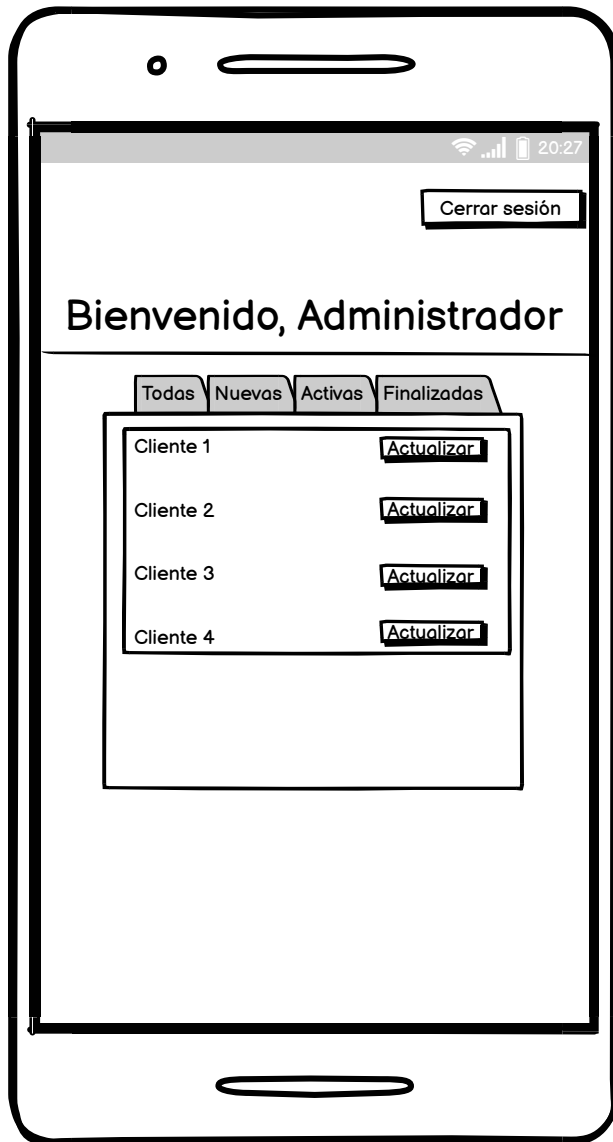 20:27
Cerrar sesión
Bienvenido, Administrador
Todas Nuevas Activas Finalizadas
Cliente 1 Actualizar
Cliente 2 Actualizar
Cliente 3 Actualizar
Cliente 4 Actualizar